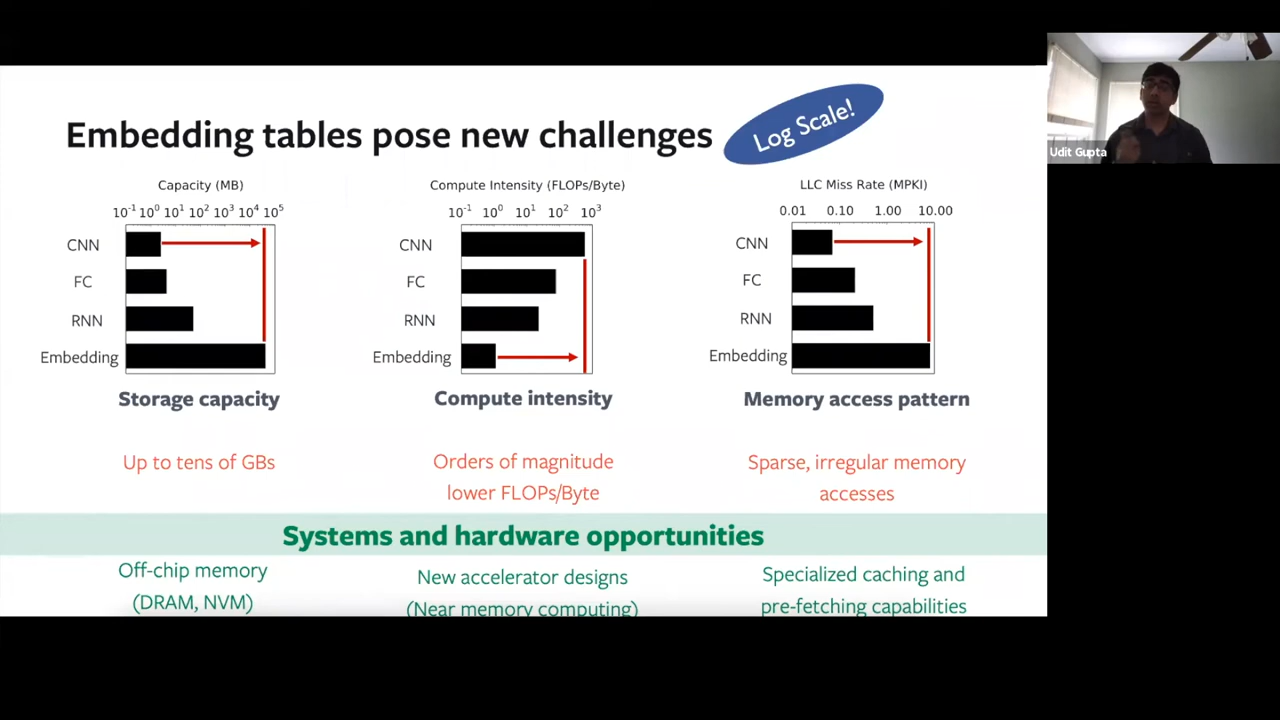 Embedding tables pose new challenges
Log Scale!
Udit Gupta
Capacity (MB)
10⁻¹ 10⁰ 10¹ 10² 10³ 10⁴ 10⁵
CNN
FC
RNN
Embedding
Storage capacity
Up to tens of GBs
Compute Intensity (FLOPs/Byte)
10⁻¹ 10⁰ 10¹ 10² 10³
CNN
FC
RNN
Embedding
Compute intensity
Orders of magnitude
lower FLOPs/Byte
LLC Miss Rate (MPKI)
0.01 0.10 1.00 10.00
CNN
FC
RNN
Embedding
Memory access pattern
Sparse, irregular memory
accesses
Systems and hardware opportunities
Off-chip memory
(DRAM, NVM)
New accelerator designs
(Near memory computing)
Specialized caching and
pre-fetching capabilities